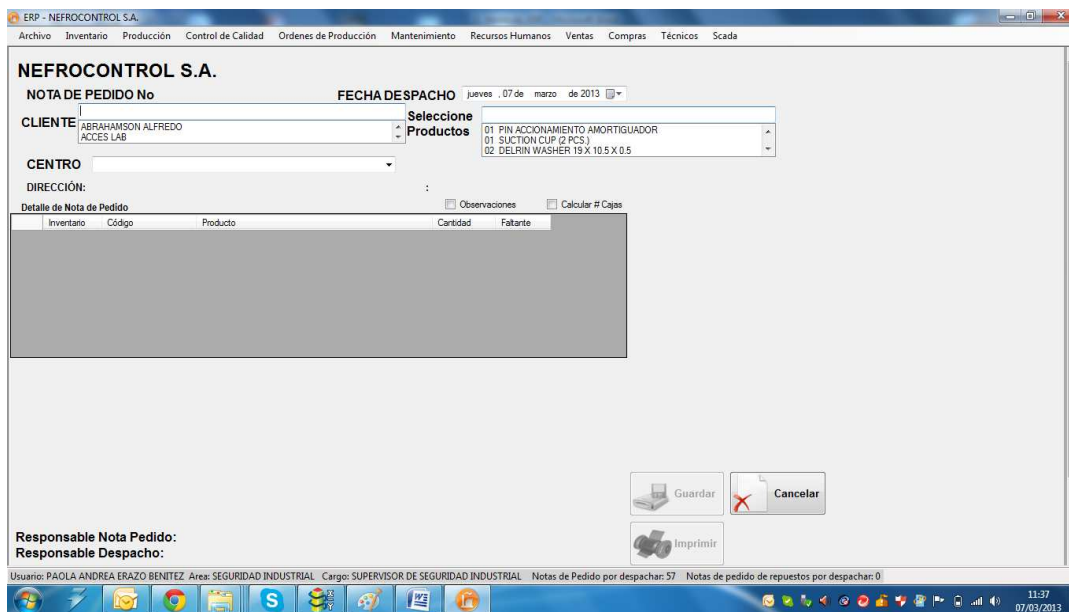 ERP - NEFROCONTROL S.A.
Archivo Inventario Producción Control de Calidad Ordenes de Producción Mantenimiento Recursos Humanos Ventas Compras Técnicos Scada
NEFROCONTROL S.A.
NOTA DE PEDIDO No
FECHA DESPACHO jueves , 07 de marzo de 2013
CLIENTE
ABRAHAMSON ALFREDO
ACCES LAB
Seleccione
Productos
01 PIN ACCIONAMIENTO AMORTIGUADOR
01 SUCTION CUP (2 PCS.)
02 DELRIN WASHER 19 X 10.5 X 0.5
CENTRO
DIRECCIÓN: :
Detalle de Nota de Pedido Observaciones Calcular # Cajas
Inventario Código Producto Cantidad Faltante
Guardar Cancelar
Imprimir
Responsable Nota Pedido:
Responsable Despacho:
Usuario: PAOLA ANDREA ERAZO BENITEZ Area: SEGURIDAD INDUSTRIAL Cargo: SUPERVISOR DE SEGURIDAD INDUSTRIAL Notas de Pedido por despachar: 57 Notas de pedido de repuestos por despachar: 0
11:37
07/03/2013